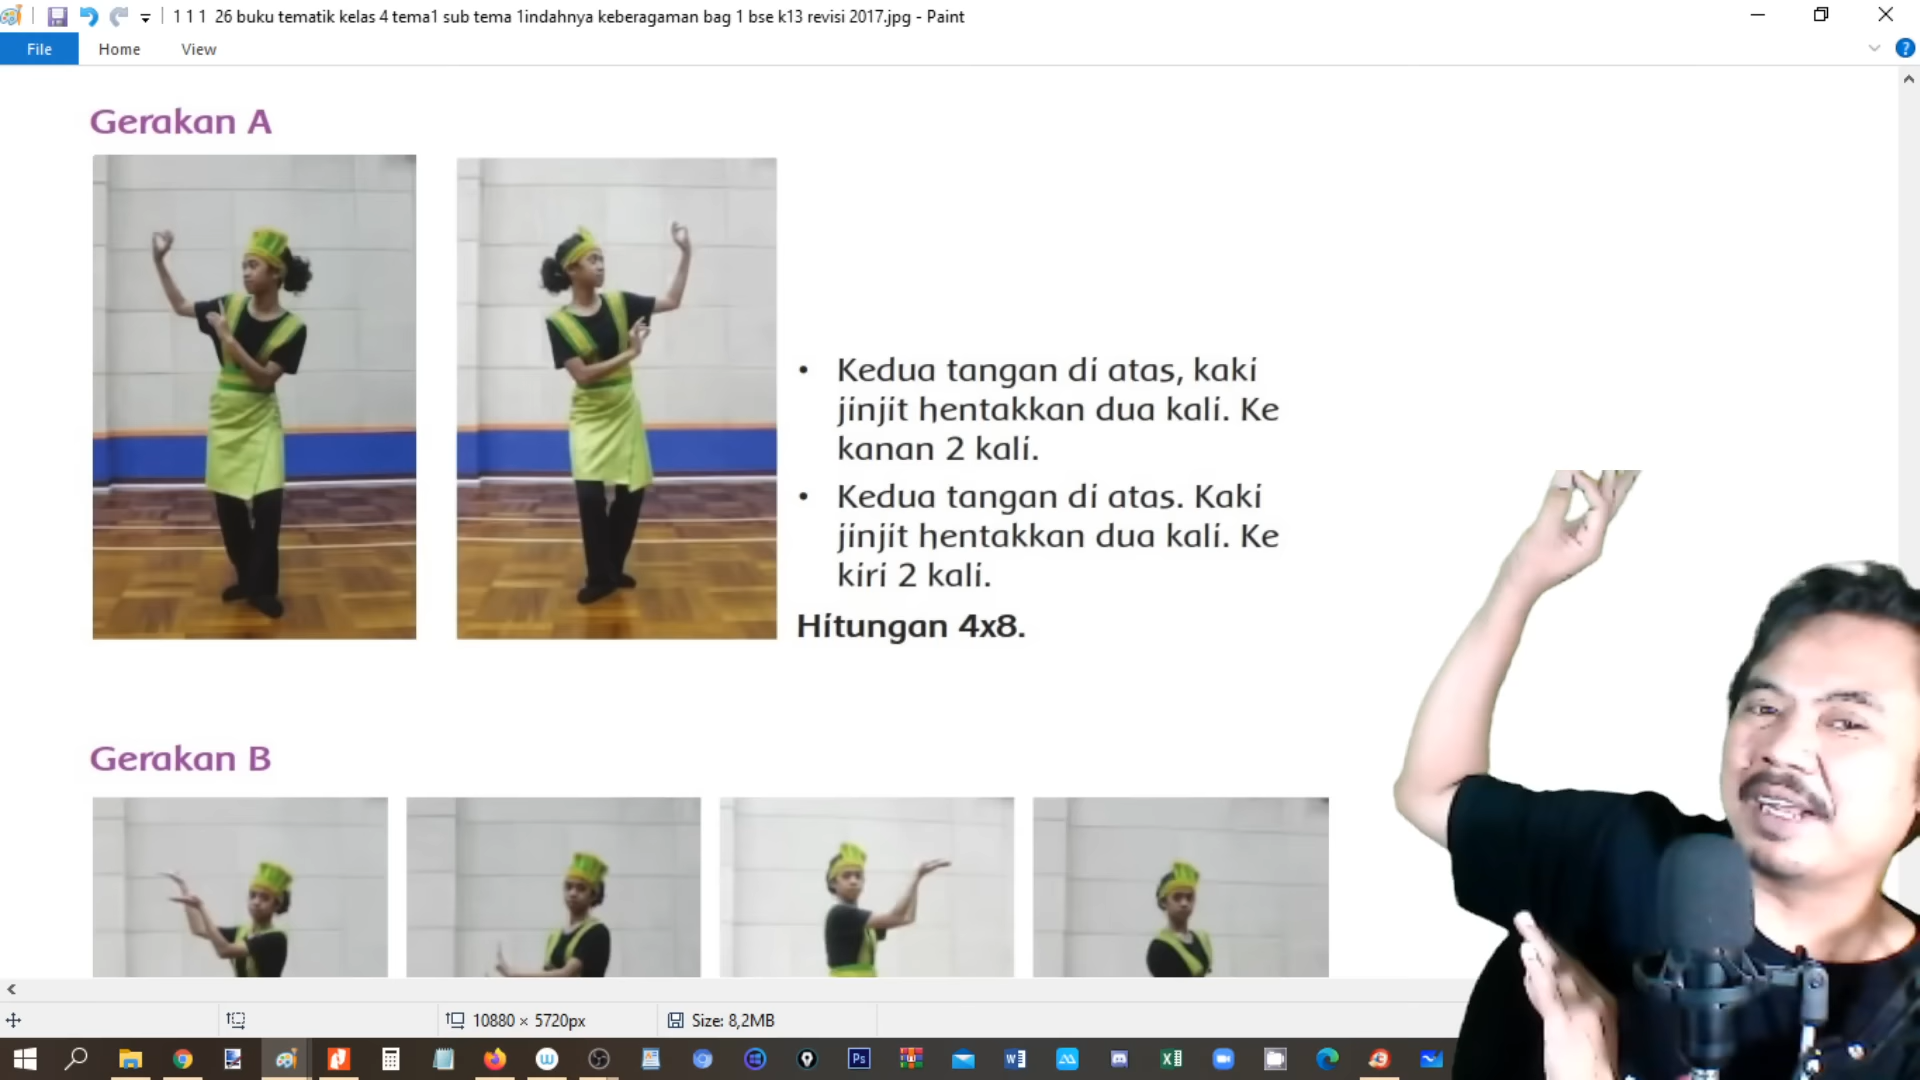 1 1 1  26 buku tematik kelas 4 tema1 sub tema 1indahnya keberagaman bag 1 bse k13 revisi 2017.jpg - Paint
File
Home
View
Gerakan A
• Kedua tangan di atas, kaki
jinjit hentakkan dua kali. Ke
kanan 2 kali.
• Kedua tangan di atas. Kaki
jinjit hentakkan dua kali. Ke
kiri 2 kali.
Hitungan 4x8.
Gerakan B
10880 × 5720px
Size: 8,2MB
Ps